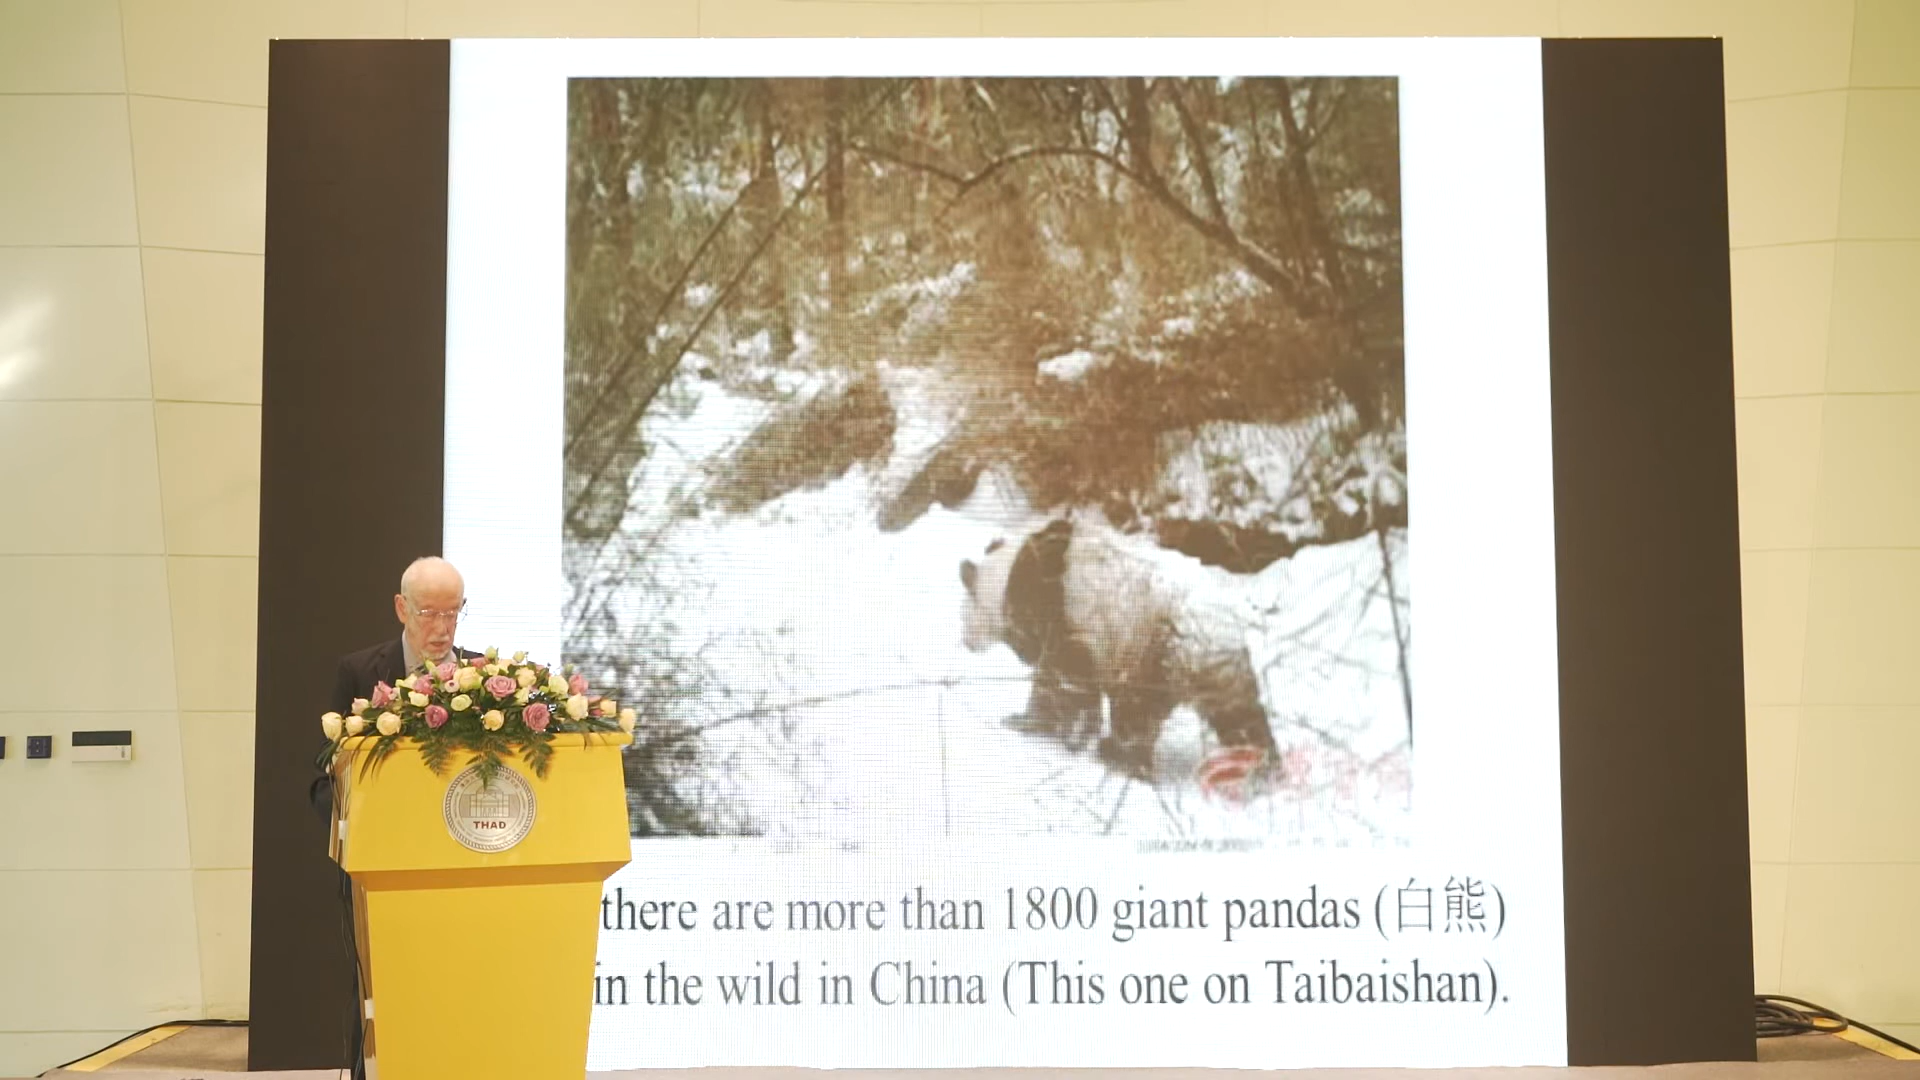 there are more than 1800 giant pandas (白熊)
in the wild in China (This one on Taibaishan).
THAD